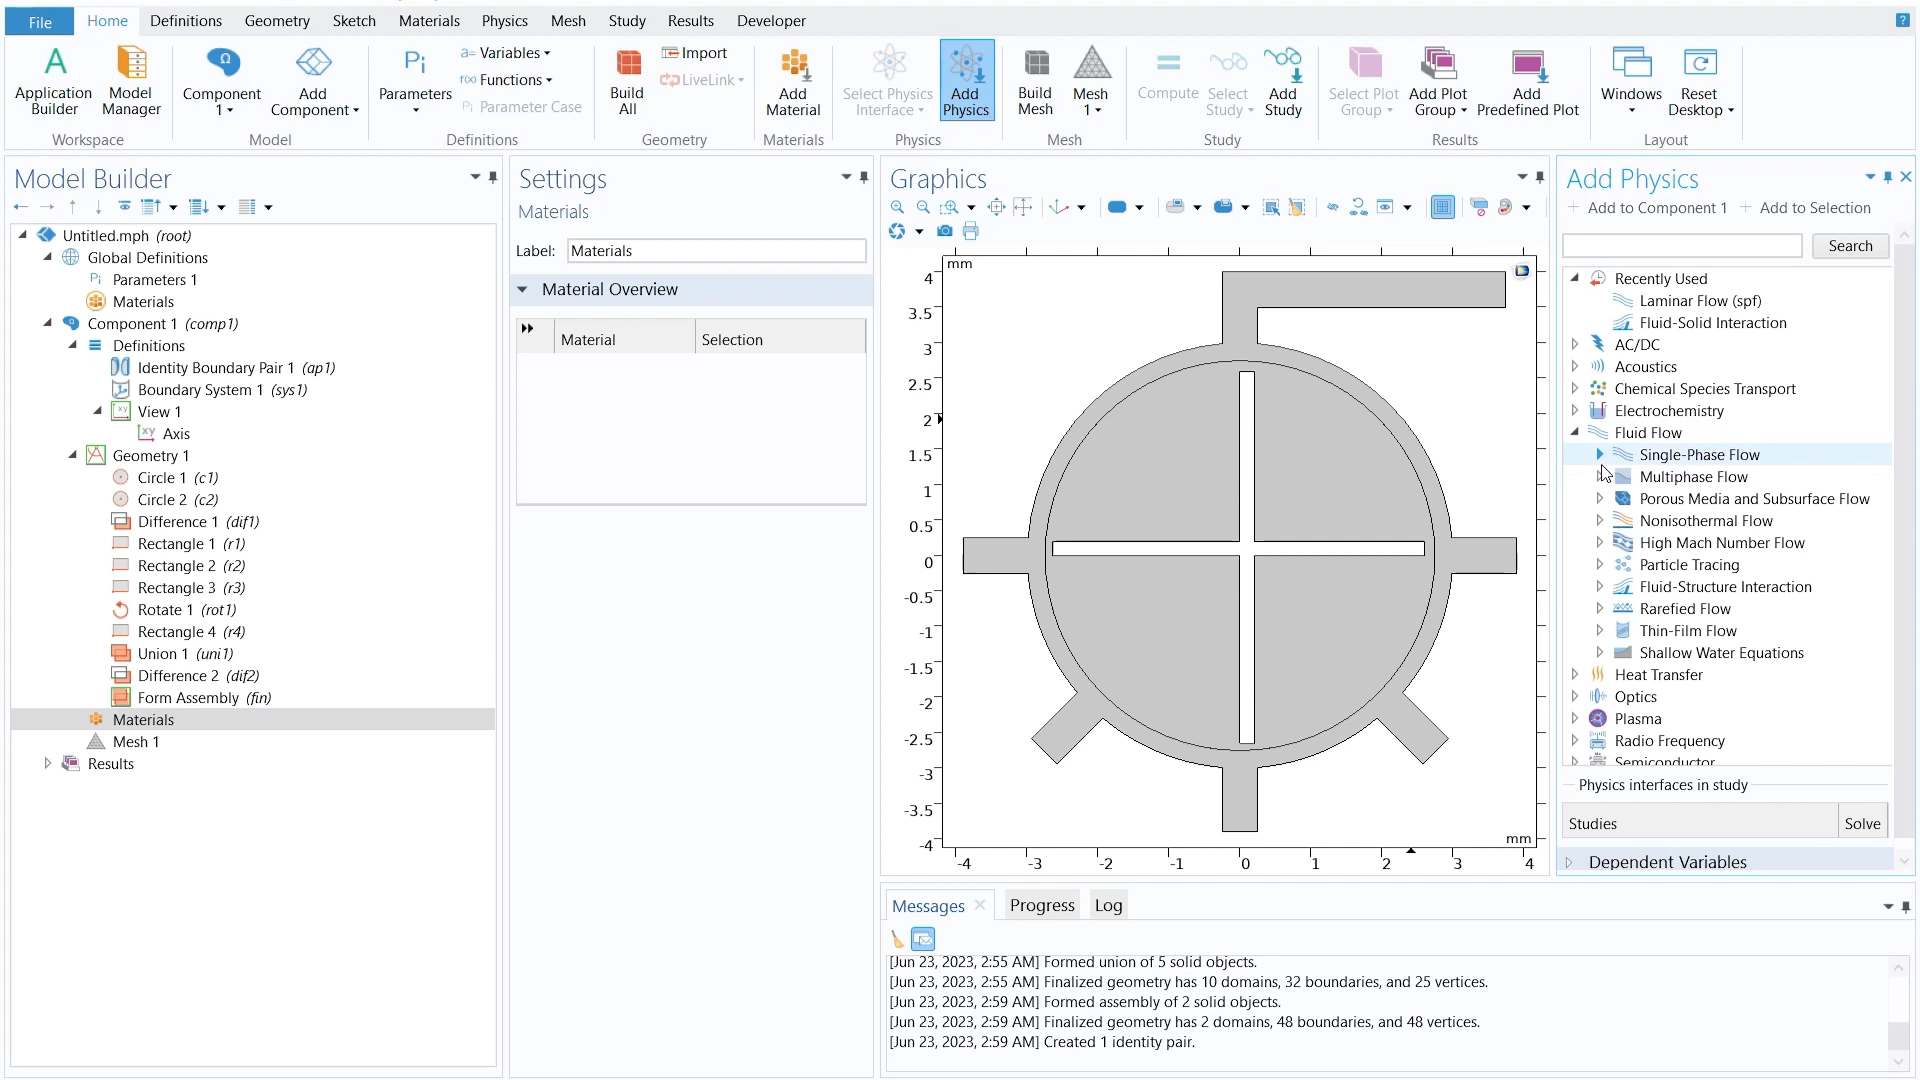 File Home Definitions Geometry Sketch Materials Physics Mesh Study Results Developer
Application Builder
Model Manager
Workspace
Component 1
Add Component
Model
Pi
Parameters
a= Variables
f(x) Functions
Pi Parameter Case
Definitions
Build All
Import
LiveLink
Geometry
Add Material
Materials
Select Physics Interface
Add Physics
Physics
Build Mesh
Mesh 1
Mesh
Compute
Select Study
Add Study
Study
Select Plot Group
Add Plot Group
Add Predefined Plot
Results
Windows
Reset Desktop
Layout
Model Builder
Untitled.mph (root)
Global Definitions
Pi Parameters 1
Materials
Component 1 (comp1)
Definitions
Identity Boundary Pair 1 (ap1)
Boundary System 1 (sys1)
View 1
Axis
Geometry 1
Circle 1 (c1)
Circle 2 (c2)
Difference 1 (dif1)
Rectangle 1 (r1)
Rectangle 2 (r2)
Rectangle 3 (r3)
Rotate 1 (rot1)
Rectangle 4 (r4)
Union 1 (uni1)
Difference 2 (dif2)
Form Assembly (fin)
Materials
Mesh 1
Results
Settings
Materials
Label: Materials
Material Overview
Material Selection
Graphics
mm
4
3.5
3
2.5
2
1.5
1
0.5
0
-0.5
-1
-1.5
-2
-2.5
-3
-3.5
-4
mm
-4 -3 -2 -1 0 1 2 3 4
Add Physics
+ Add to Component 1 + Add to Selection
Search
Recently Used
Laminar Flow (spf)
Fluid-Solid Interaction
AC/DC
Acoustics
Chemical Species Transport
Electrochemistry
Fluid Flow
Single-Phase Flow
Multiphase Flow
Porous Media and Subsurface Flow
Nonisothermal Flow
High Mach Number Flow
Particle Tracing
Fluid-Structure Interaction
Rarefied Flow
Thin-Film Flow
Shallow Water Equations
Heat Transfer
Optics
Plasma
Radio Frequency
Semiconductor
Physics interfaces in study
Studies Solve
Dependent Variables
Messages Progress Log
[Jun 23, 2023, 2:55 AM] Formed union of 5 solid objects.
[Jun 23, 2023, 2:55 AM] Finalized geometry has 10 domains, 32 boundaries, and 25 vertices.
[Jun 23, 2023, 2:59 AM] Formed assembly of 2 solid objects.
[Jun 23, 2023, 2:59 AM] Finalized geometry has 2 domains, 48 boundaries, and 48 vertices.
[Jun 23, 2023, 2:59 AM] Created 1 identity pair.